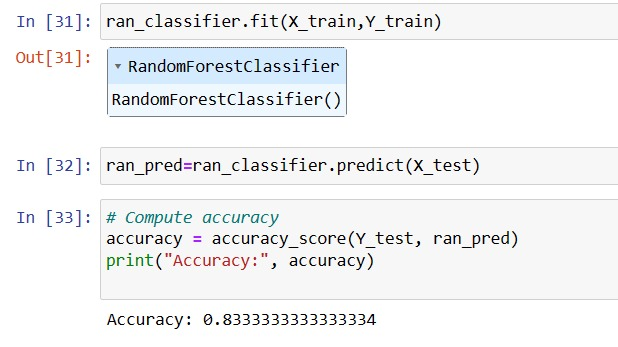 In [31]: ran_classifier.fit(X_train,Y_train)
Out[31]: ▾ RandomForestClassifier
RandomForestClassifier()
In [32]: ran_pred=ran_classifier.predict(X_test)
In [33]: # Compute accuracy
accuracy = accuracy_score(Y_test, ran_pred)
print("Accuracy:", accuracy)
Accuracy: 0.8333333333333334